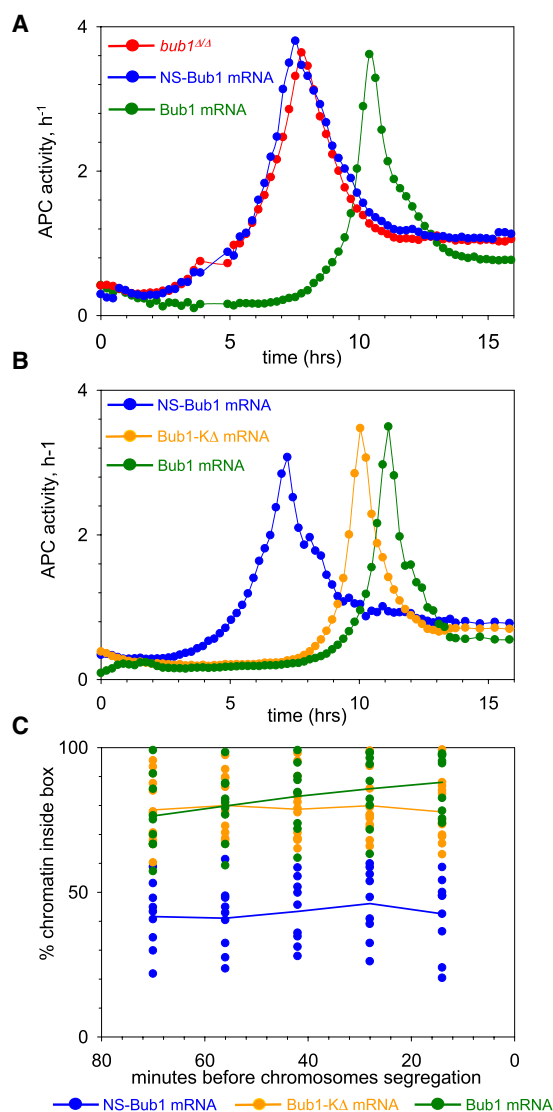 A
4
2
0
APC activity, h⁻¹
bub1^Δ/Δ
NS-Bub1 mRNA
Bub1 mRNA
0
5
10
15
time (hrs)
B
4
2
0
APC activity, h-1
NS-Bub1 mRNA
Bub1-KΔ mRNA
Bub1 mRNA
0
5
10
15
time (hrs)
C
100
50
0
% chromatin inside box
80
60
40
20
0
minutes before chromosomes segregation
NS-Bub1 mRNA
Bub1-KΔ mRNA
Bub1 mRNA